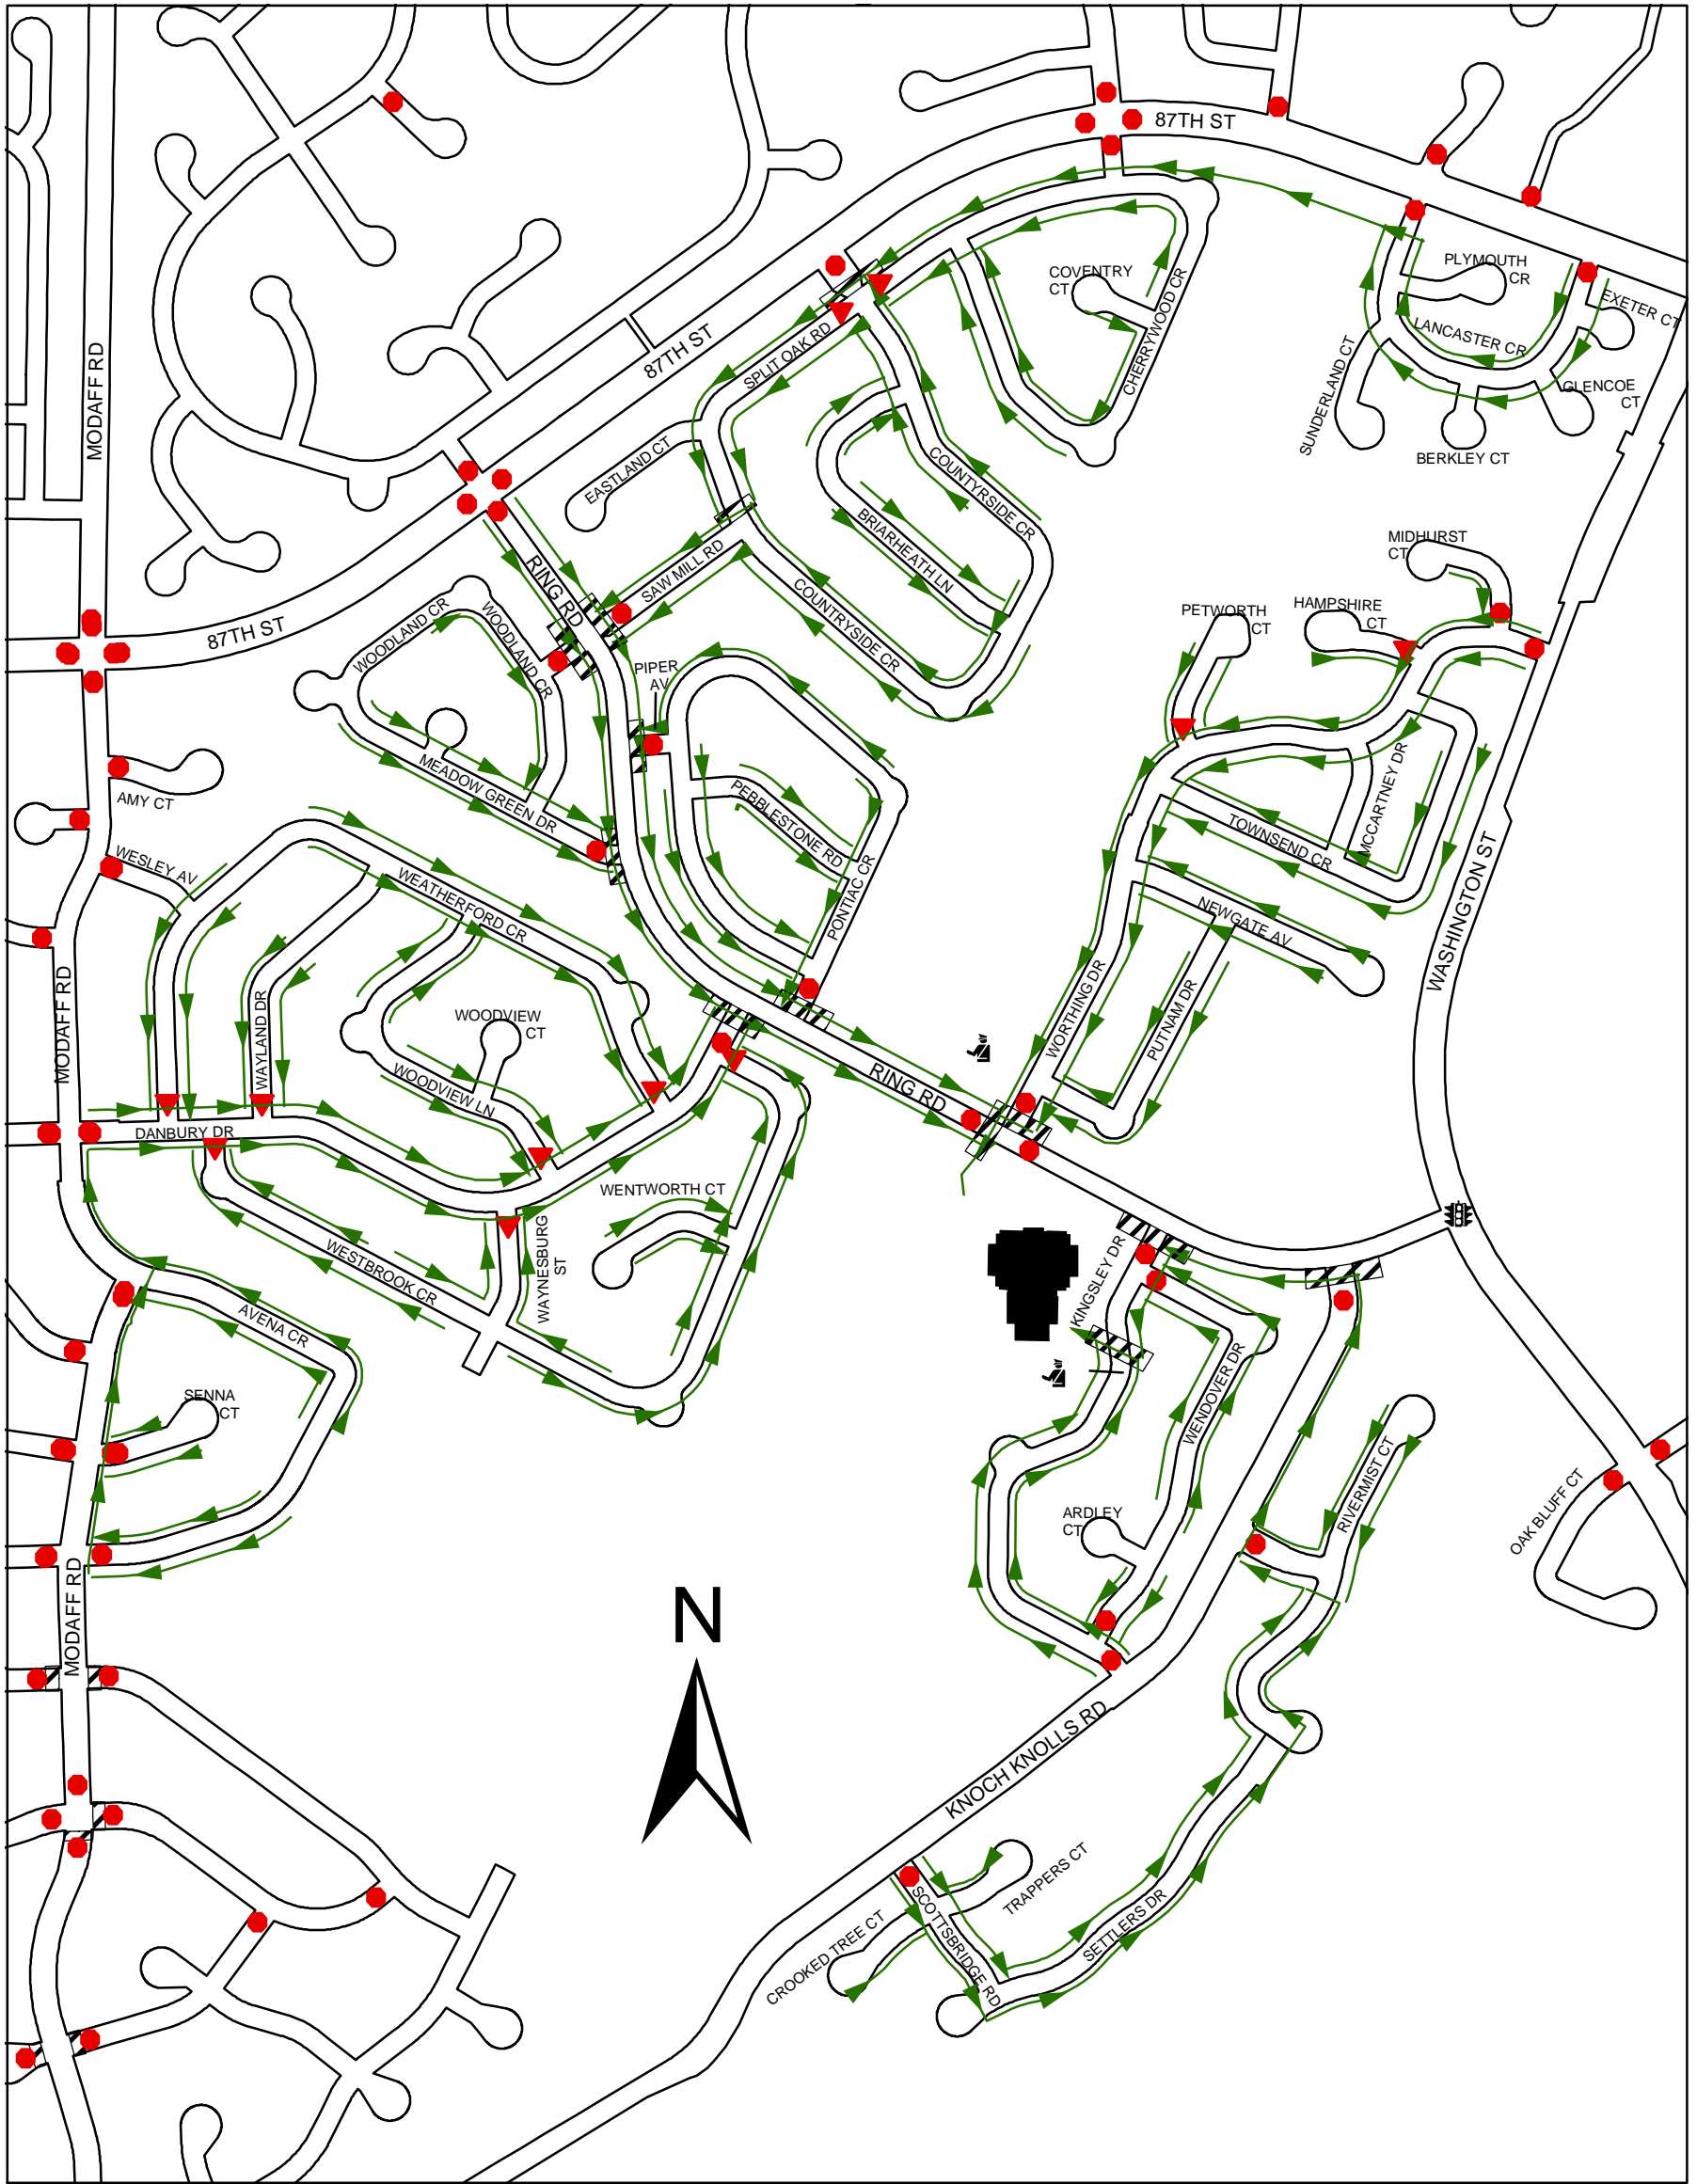 87TH ST
PLYMOUTH
CR
COVENTRY
CT
EXETER CT
CHERRYWOOD CR
LANCASTER CR
SPLIT OAK RD
87TH ST
SUNDERLAND CT
GLENCOE
CT
MODAFF RD
BERKLEY CT
EASTLAND CT
COUNTYRSIDE CR
BRIARHEATH LN
MIDHURST
CT
RING RD
SAW MILL RD
COUNTRYSIDE CR
HAMPSHIRE
CT
PETWORTH
CT
87TH ST
WOODLAND CR
WOODLAND CR
PIPER
AV
MEADOW GREEN DR
AMY CT
PEBBLESTONE RD
MCCARTNEY DR
TOWNSEND CR
WESLEY AV
WEATHERFORD CR
PONTIAC CR
NEWGATE AV
WASHINGTON ST
MODAFF RD
WAYLAND DR
WOODVIEW
CT
WOODVIEW LN
RING RD
WORTHING DR
PUTNAM DR
DANBURY DR
WENTWORTH CT
WAYNESBURG
ST
WESTBROOK CR
KINGSLEY DR
AVENA CR
WENDOVER DR
SENNA
CT
RIVERMIST CT
ARDLEY
CT
OAK BLUFF CT
MODAFF RD
N
KNOCH KNOLLS RD
TRAPPERS CT
SCOTTSBRIDGE RD
CROOKED TREE CT
SETTLERS DR